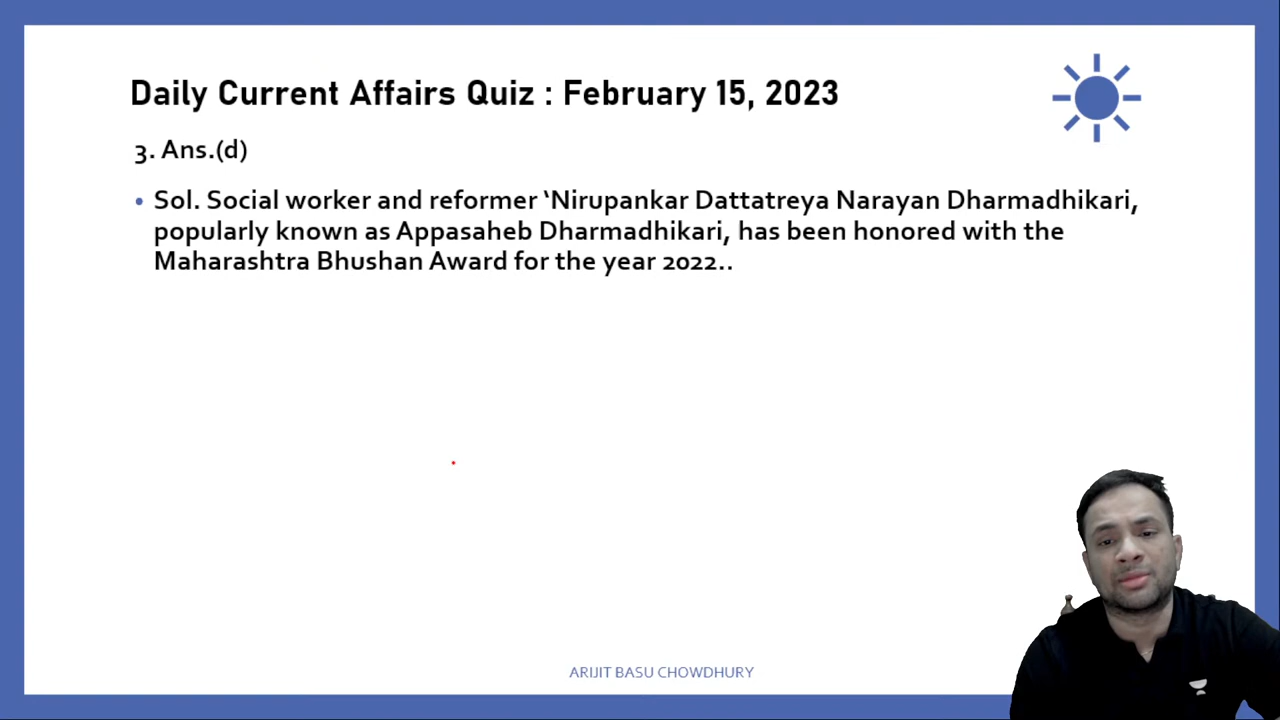 Daily Current Affairs Quiz : February 15, 2023
3. Ans.(d)
• Sol. Social worker and reformer ‘Nirupankar Dattatreya Narayan Dharmadhikari,
popularly known as Appasaheb Dharmadhikari, has been honored with the
Maharashtra Bhushan Award for the year 2022..
ARIJIT BASU CHOWDHURY